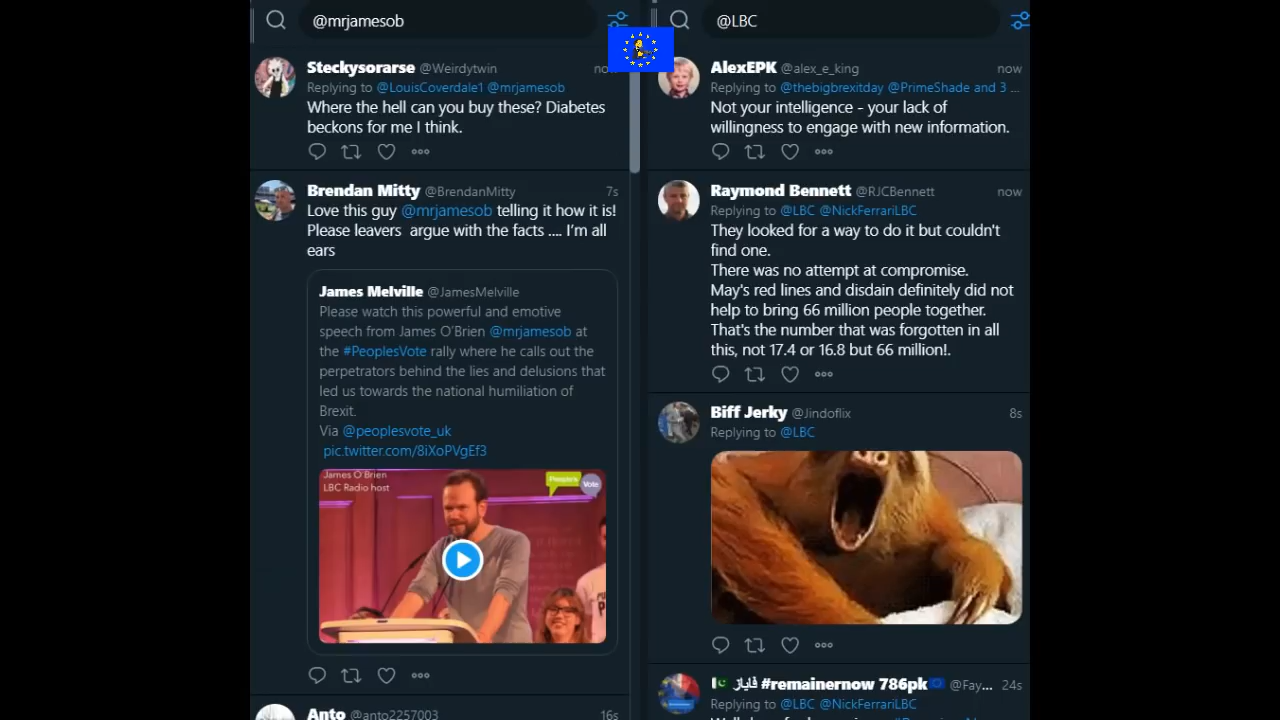 @mrjamesob
Steckysorarse @Weirdytwin now
Replying to @LouisCoverdale1 @mrjamesob
Where the hell can you buy these? Diabetes
beckons for me I think.
Brendan Mitty @BrendanMitty 7s
Love this guy @mrjamesob telling it how it is!
Please leavers argue with the facts .... I'm all
ears
James Melville @JamesMelville
Please watch this powerful and emotive
speech from James O'Brien @mrjamesob at
the #PeoplesVote rally where he calls out the
perpetrators behind the lies and delusions that
led us towards the national humiliation of
Brexit.
Via @peoplesvote_uk
pic.twitter.com/8iXoPVgEf3
James O'Brien
LBC Radio host
People's
Vote
Anto @anto2257003 16s
@LBC
AlexEPK @alex_e_king now
Replying to @thebigbrexitday @PrimeShade and 3 ...
Not your intelligence - your lack of
willingness to engage with new information.
Raymond Bennett @RJCBennett now
Replying to @LBC @NickFerrariLBC
They looked for a way to do it but couldn't
find one.
There was no attempt at compromise.
May's red lines and disdain definitely did not
help to bring 66 million people together.
That's the number that was forgotten in all
this, not 17.4 or 16.8 but 66 million!.
Biff Jerky @Jindoflix 8s
Replying to @LBC
فایاز #remainernow 786pk @Fay... 24s
Replying to @LBC @NickFerrariLBC